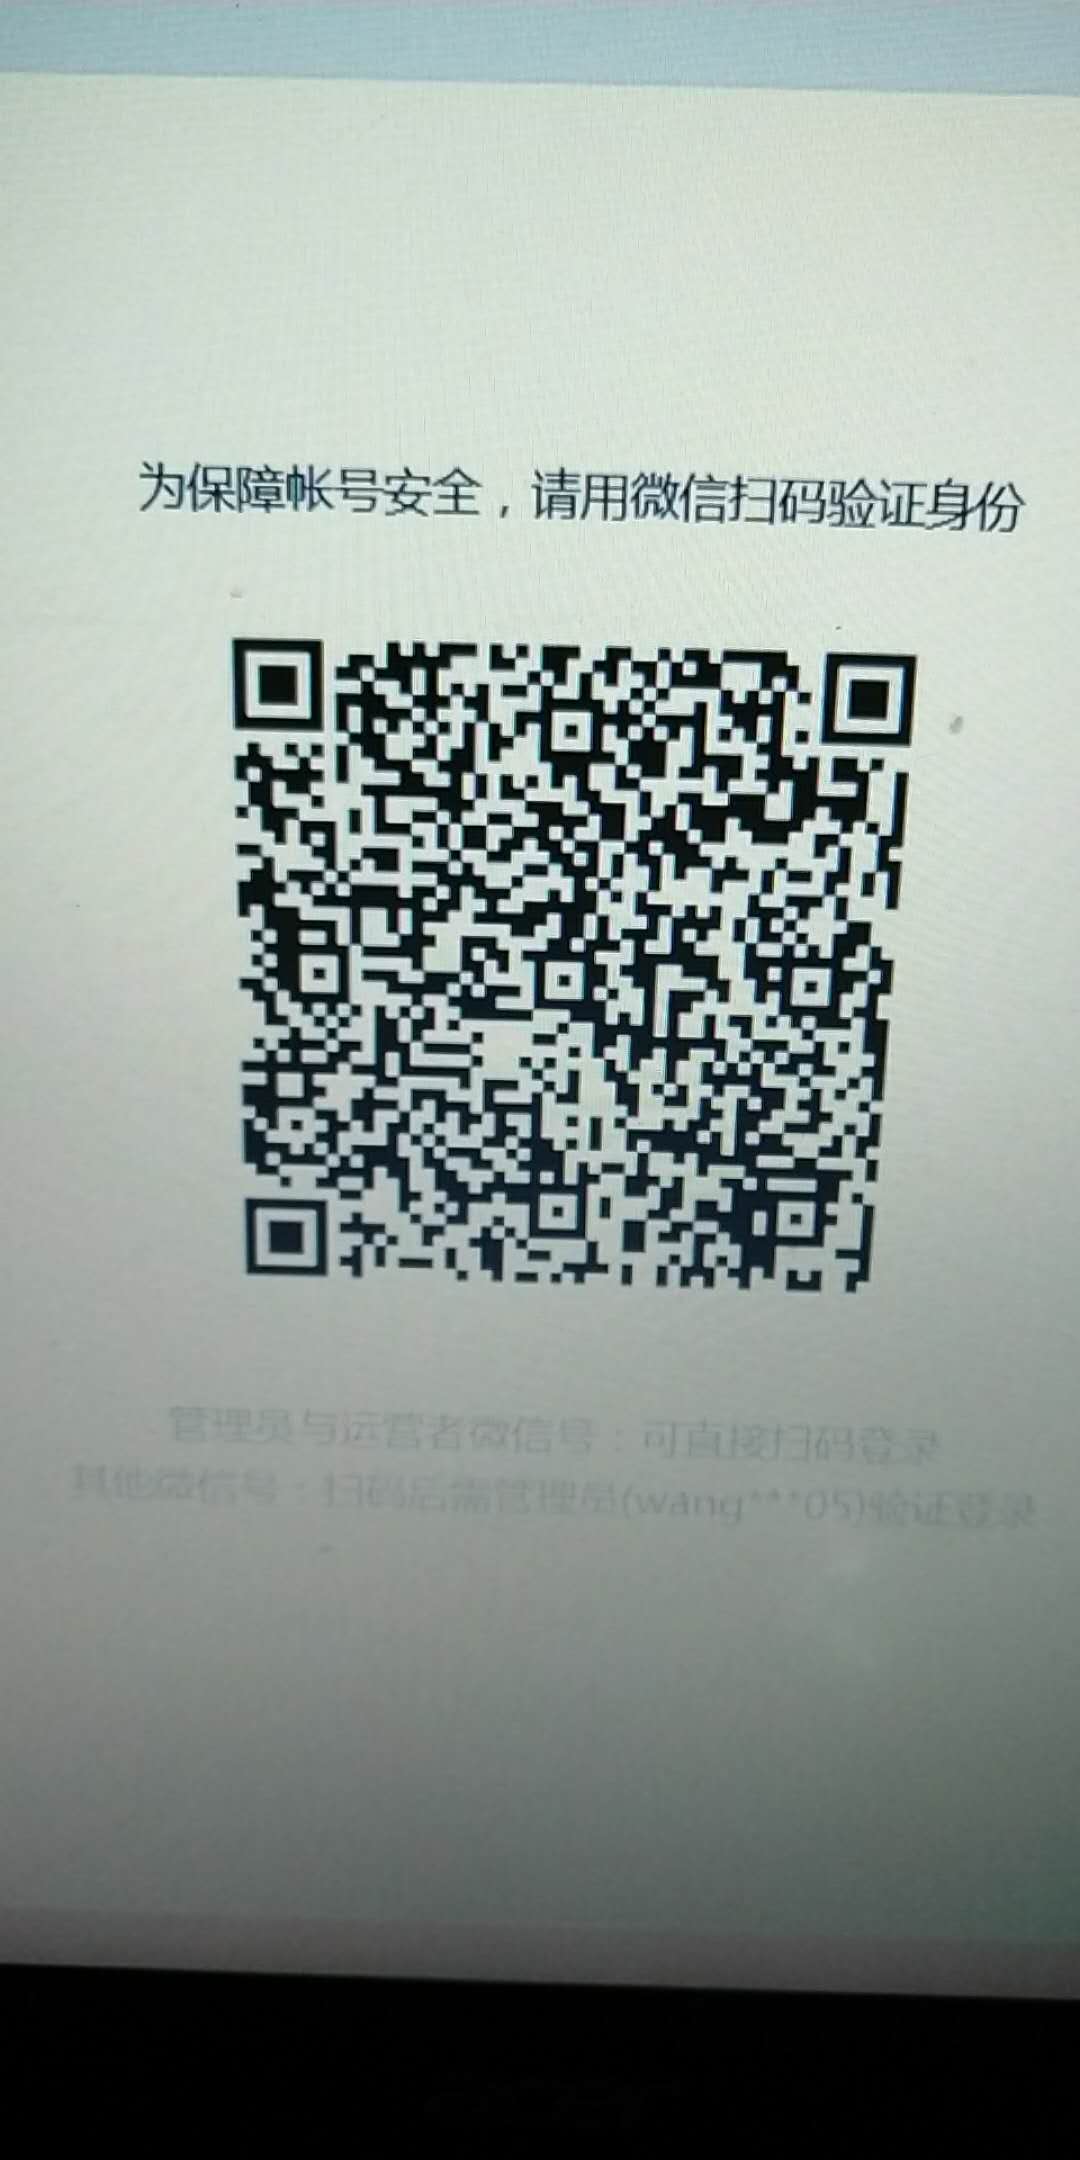 为保障帐号安全，请用微信扫码验证身份
管理员与运营者微信号：可直接扫码登录
其他微信号：扫码后需管理员(wang***05)验证登录